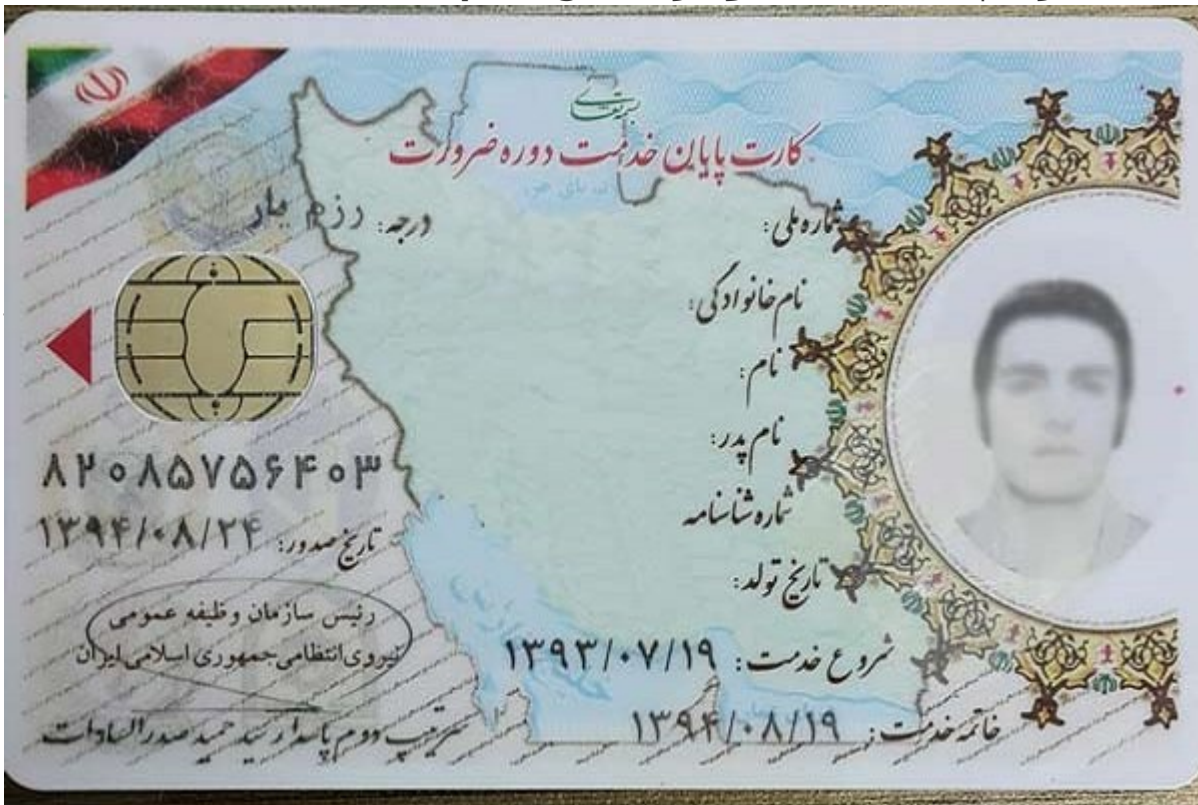 بسمه تعالی
کارت پایان خدمت دوره ضرورت
شماره ملی:
درجه: رزم یار
نام خانوادگی:
نام:
نام پدر:
شماره شناسنامه
تاریخ تولد:
شروع خدمت: ۱۳۹۳/۰۷/۱۹
خاتمه خدمت: ۱۳۹۴/۰۸/۱۹
۸۲۰۸۵۷۵۶۴۰۳
تاریخ صدور: ۱۳۹۴/۰۸/۲۴
رئیس سازمان وظیفه عمومی
نیروی انتظامی جمهوری اسلامی ایران
سرتیپ دوم پاسدار سید حمید صدرالسادات